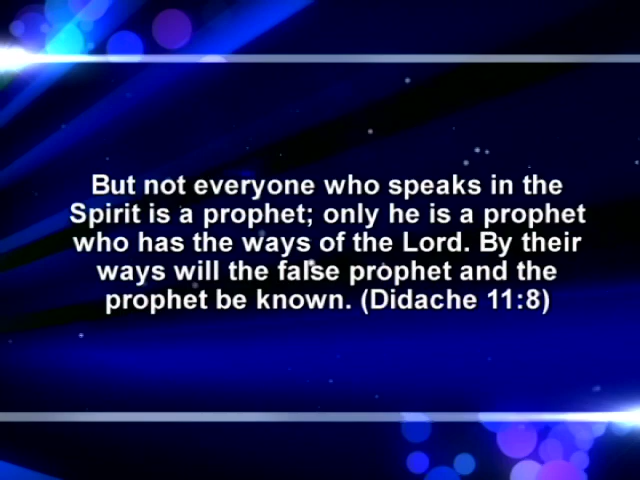 But not everyone who speaks in the
Spirit is a prophet; only he is a prophet
who has the ways of the Lord. By their
ways will the false prophet and the
prophet be known. (Didache 11:8)